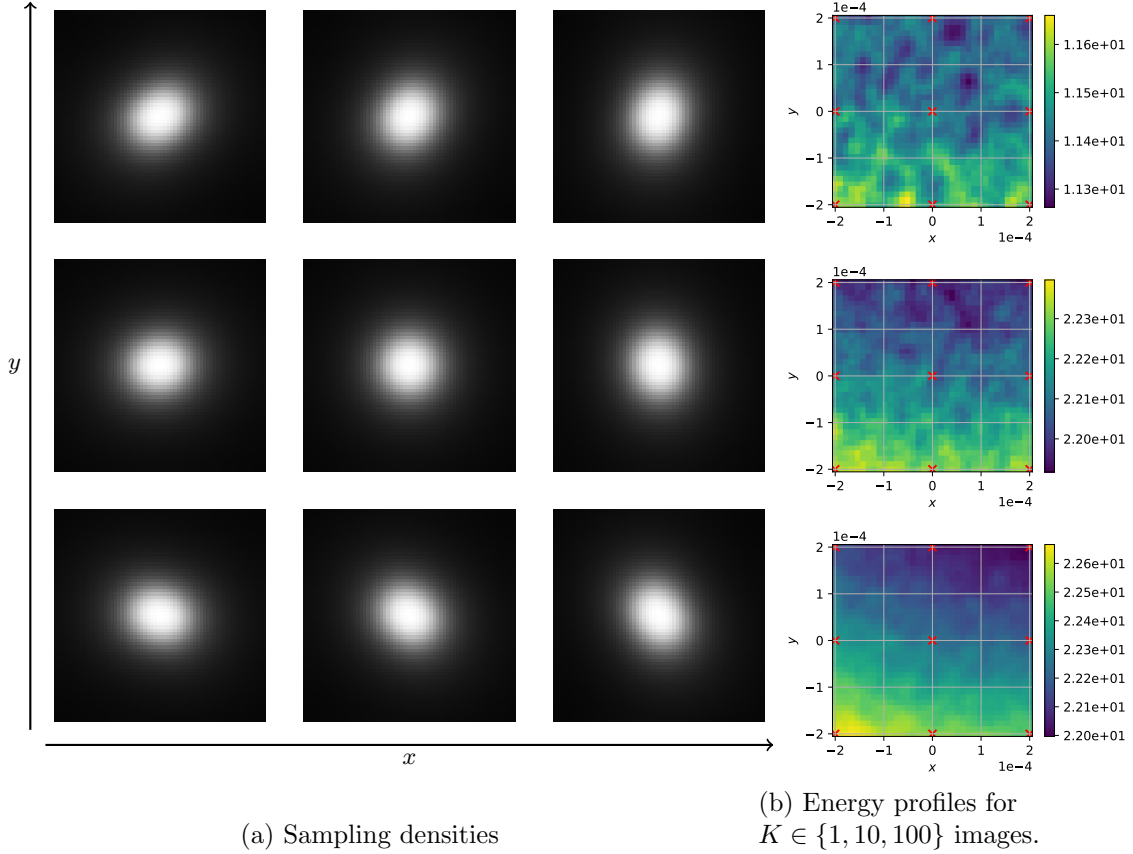 y
x
(a) Sampling densities
1e−4
2
1
0
−1
−2
y
−2 −1 0 1 2
x
1e−4
1.16e+01
1.15e+01
1.14e+01
1.13e+01
1e−4
2
1
0
−1
−2
y
−2 −1 0 1 2
x
1e−4
2.23e+01
2.22e+01
2.21e+01
2.20e+01
1e−4
2
1
0
−1
−2
y
−2 −1 0 1 2
x
1e−4
2.26e+01
2.25e+01
2.24e+01
2.23e+01
2.22e+01
2.21e+01
2.20e+01
(b) Energy profiles for
K ∈ {1, 10, 100} images.